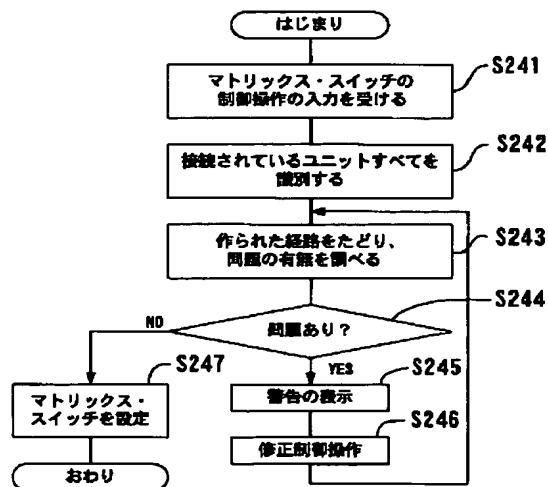 はじまり
S241
マトリックス・スイッチの
制御操作の入力を受ける
S242
接続されているユニットすべてを
識別する
S243
作られた経路をたどり、
問題の有無を調べる
S244
問題あり?
NO
YES
S247
マトリックス・
スイッチを設定
S245
警告の表示
S246
修正制御操作
おわり